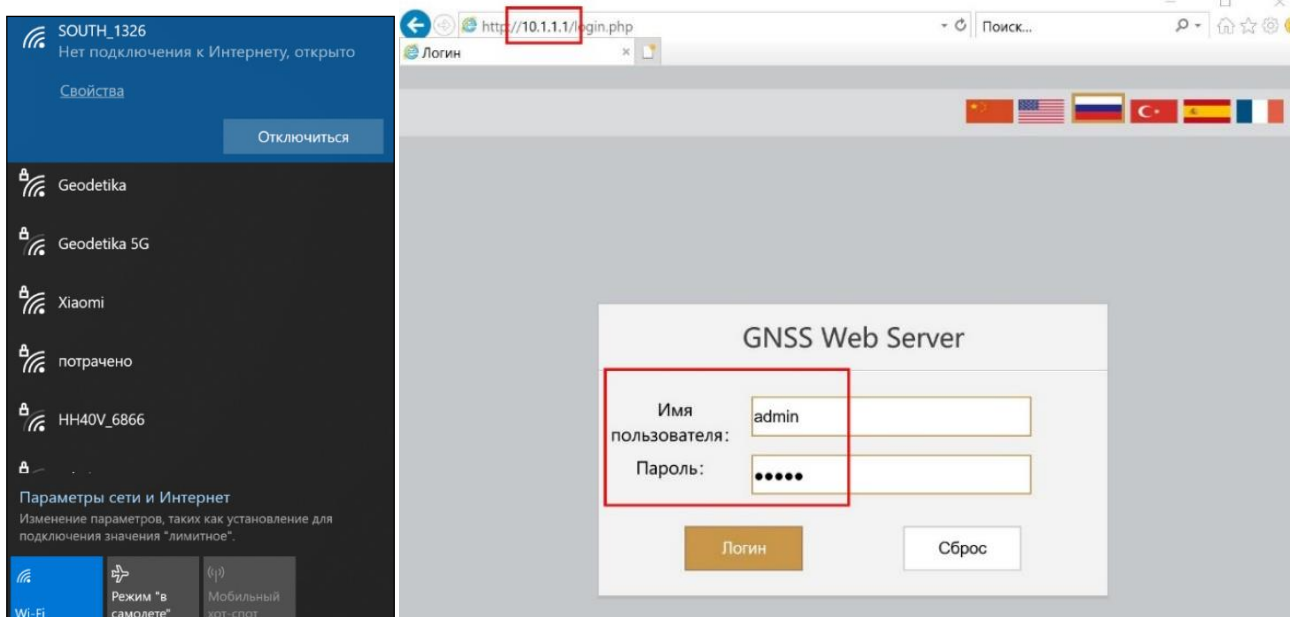 SOUTH_1326
Нет подключения к Интернету, открыто
Свойства
Отключиться
Geodetika
Geodetika 5G
Xiaomi
потрачено
HH40V_6866
Параметры сети и Интернет
Изменение параметров, таких как установление для
подключения значения "лимитное".
Wi-Fi
Режим "в
самолете"
Мобильный
хот-спот
http://10.1.1.1/login.php
Поиск...
Логин
GNSS Web Server
Имя
пользователя:
admin
Пароль:
•••••
Логин
Сброс